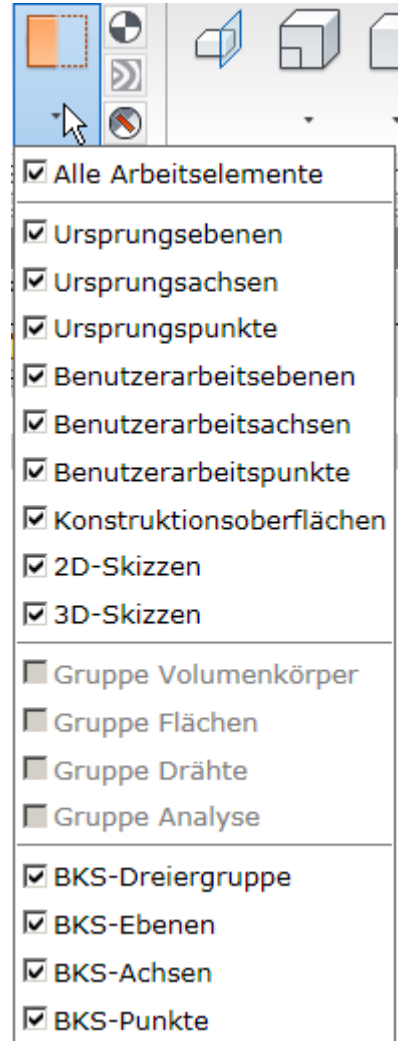 Alle Arbeitselemente
Ursprungsebenen
Ursprungsachsen
Ursprungspunkte
Benutzerarbeitsebenen
Benutzerarbeitsachsen
Benutzerarbeitspunkte
Konstruktionsoberflächen
2D-Skizzen
3D-Skizzen
Gruppe Volumenkörper
Gruppe Flächen
Gruppe Drähte
Gruppe Analyse
BKS-Dreiergruppe
BKS-Ebenen
BKS-Achsen
BKS-Punkte